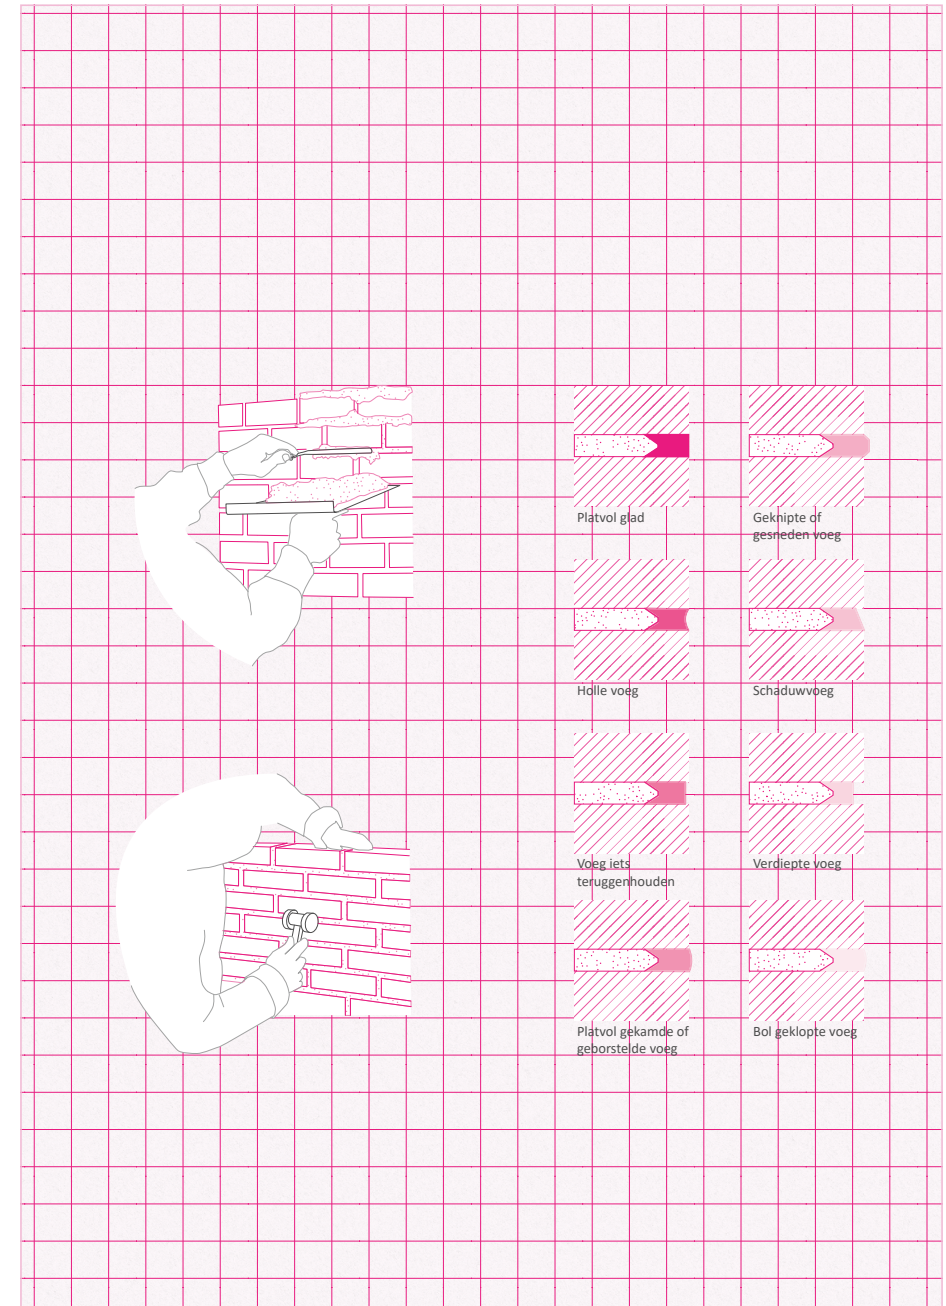 Platvol glad
Geknipte of
gesneden voeg
Holle voeg
Schaduwvoeg
Voeg iets
teruggenhouden
Verdiepte voeg
Platvol gekamde of
geborstelde voeg
Bol geklopte voeg